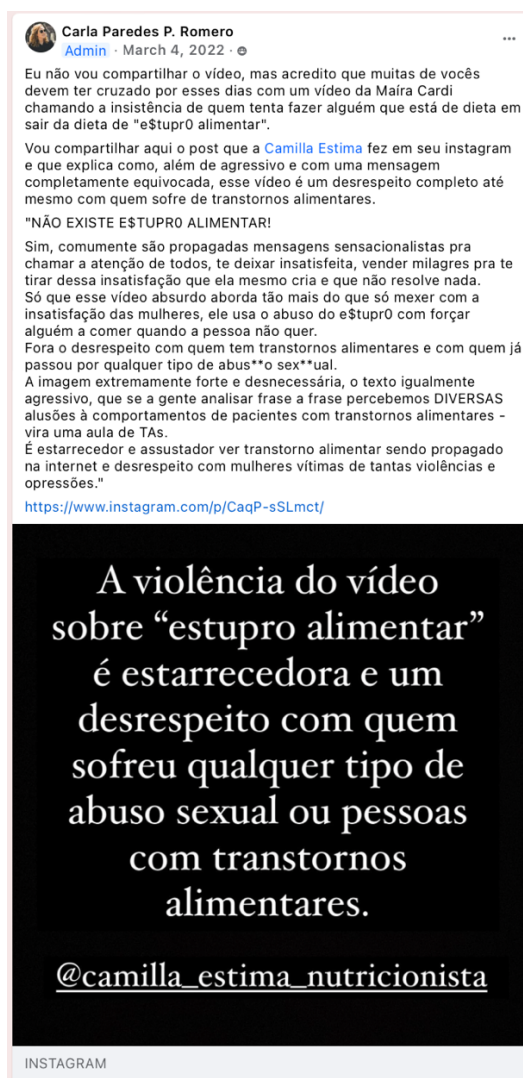 Carla Paredes P. Romero
Admin · March 4, 2022 ·
Eu não vou compartilhar o vídeo, mas acredito que muitas de vocês
devem ter cruzado por esses dias com um vídeo da Maíra Cardi
chamando a insistência de quem tenta fazer alguém que está de dieta em
sair da dieta de "e$tupr0 alimentar".
Vou compartilhar aqui o post que a Camilla Estima fez em seu instagram
e que explica como, além de agressivo e com uma mensagem
completamente equivocada, esse vídeo é um desrespeito completo até
mesmo com quem sofre de transtornos alimentares.
"NÃO EXISTE E$TUPR0 ALIMENTAR!
Sim, comumente são propagadas mensagens sensacionalistas pra
chamar a atenção de todos, te deixar insatisfeita, vender milagres pra te
tirar dessa insatisfação que ela mesmo cria e que não resolve nada.
Só que esse vídeo absurdo aborda tão mais do que só mexer com a
insatisfação das mulheres, ele usa o abuso do e$tupr0 com forçar
alguém a comer quando a pessoa não quer.
Fora o desrespeito com quem tem transtornos alimentares e com quem já
passou por qualquer tipo de abus**o sex**ual.
A imagem extremamente forte e desnecessária, o texto igualmente
agressivo, que se a gente analisar frase a frase percebemos DIVERSAS
alusões à comportamentos de pacientes com transtornos alimentares -
vira uma aula de TAs.
É estarrecedor e assustador ver transtorno alimentar sendo propagado
na internet e desrespeito com mulheres vítimas de tantas violências e
opressões."
https://www.instagram.com/p/CaqP-sSLmct/
A violência do vídeo
sobre “estupro alimentar”
é estarrecedora e um
desrespeito com quem
sofreu qualquer tipo de
abuso sexual ou pessoas
com transtornos
alimentares.
@camilla_estima_nutricionista
INSTAGRAM